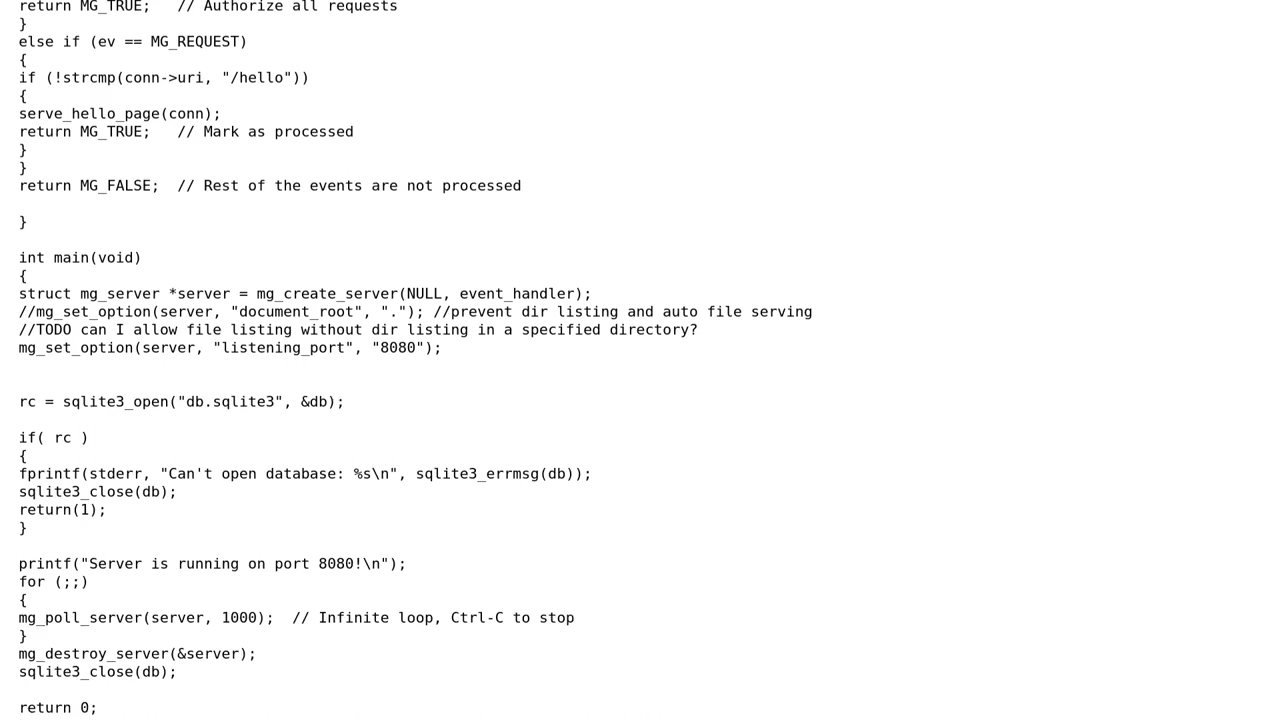 return MG_TRUE;   // Authorize all requests
}
else if (ev == MG_REQUEST)
{
if (!strcmp(conn->uri, "/hello"))
{
serve_hello_page(conn);
return MG_TRUE;   // Mark as processed
}
}
return MG_FALSE;  // Rest of the events are not processed

}

int main(void)
{
struct mg_server *server = mg_create_server(NULL, event_handler);
//mg_set_option(server, "document_root", "."); //prevent dir listing and auto file serving
//TODO can I allow file listing without dir listing in a specified directory?
mg_set_option(server, "listening_port", "8080");


rc = sqlite3_open("db.sqlite3", &db);

if( rc )
{
fprintf(stderr, "Can't open database: %s\n", sqlite3_errmsg(db));
sqlite3_close(db);
return(1);
}

printf("Server is running on port 8080!\n");
for (;;)
{
mg_poll_server(server, 1000);  // Infinite loop, Ctrl-C to stop
}
mg_destroy_server(&server);
sqlite3_close(db);

return 0;